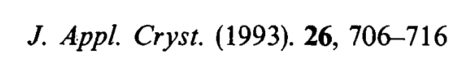 J. Appl. Cryst. (1993). 26, 706–716